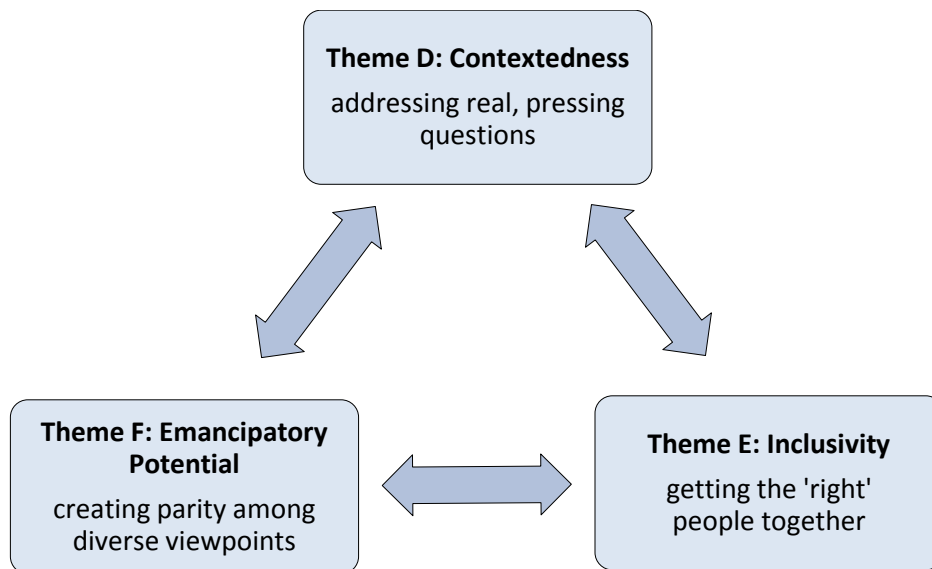 Theme D: Contextedness
addressing real, pressing
questions
Theme F: Emancipatory
Potential
creating parity among
diverse viewpoints
Theme E: Inclusivity
getting the 'right'
people together